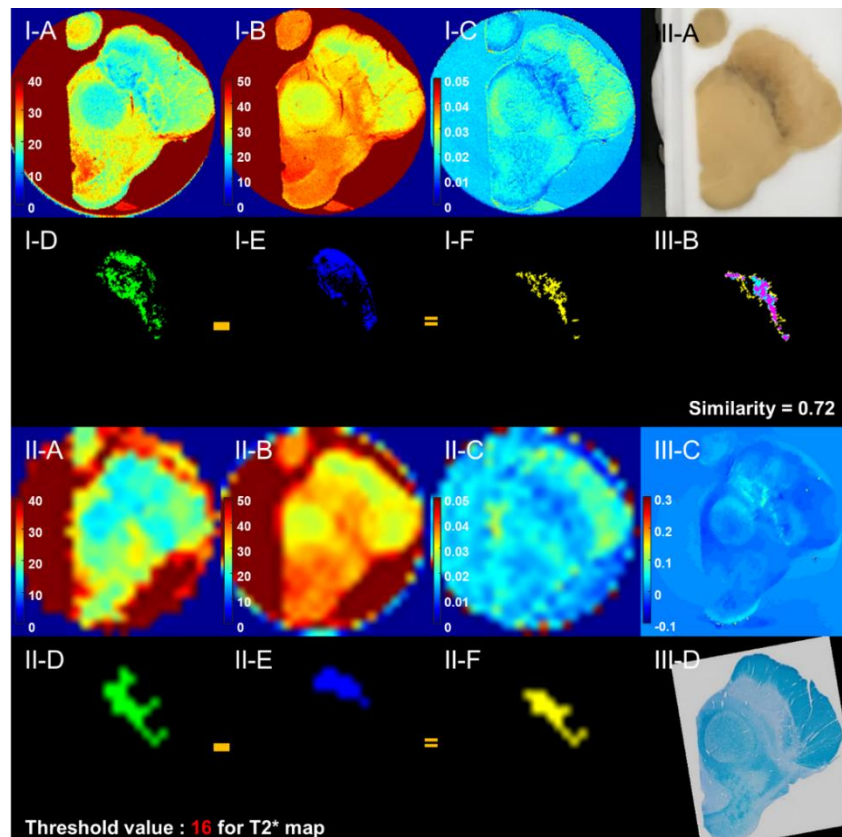 I-A
I-B
I-C
III-A
40
30
20
10
0
50
40
30
20
10
0
0.05
0.04
0.03
0.02
0.01
0
I-D
I-E
I-F
III-B
Similarity = 0.72
II-A
II-B
II-C
III-C
40
30
20
10
0
50
40
30
20
10
0
0.05
0.04
0.03
0.02
0.01
0
0.3
0.2
0.1
0
-0.1
II-D
II-E
II-F
III-D
Threshold value : 16 for T2* map